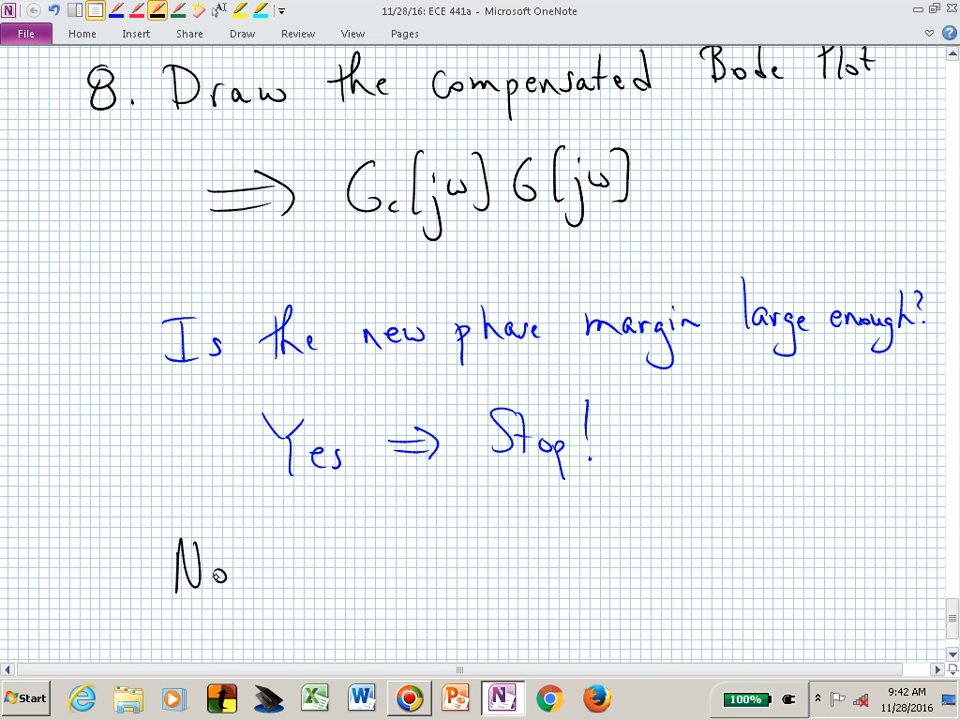 11/28/16: ECE 441a - Microsoft OneNote
File Home Insert Share Draw Review View Pages
8. Draw the compensated Bode Plot
⇒ Gc[jω] G[jω]
Is the new phase margin large enough?
Yes ⇒ Stop!
No
Start
100%
9:42 AM
11/28/2016